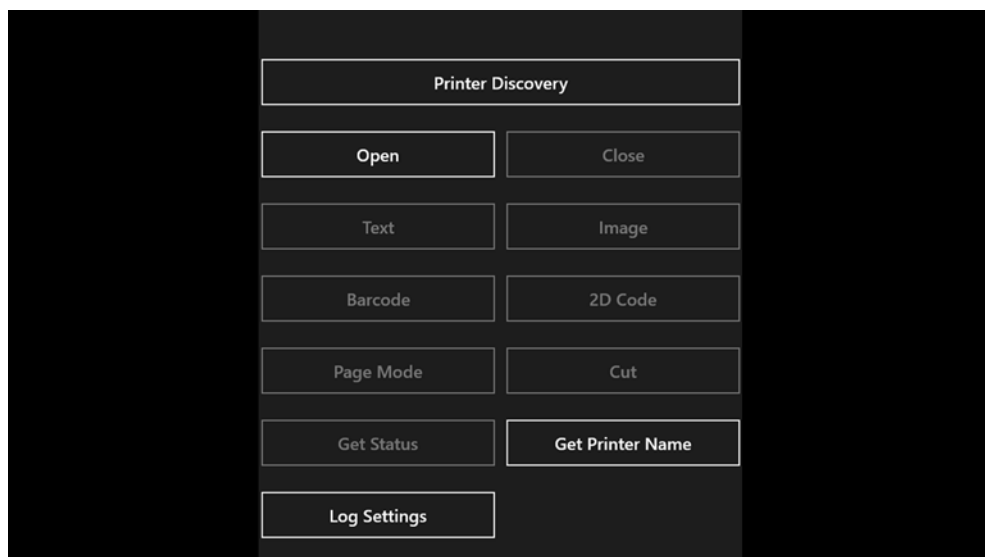 Printer Discovery
Open
Close
Text
Image
Barcode
2D Code
Page Mode
Cut
Get Status
Get Printer Name
Log Settings